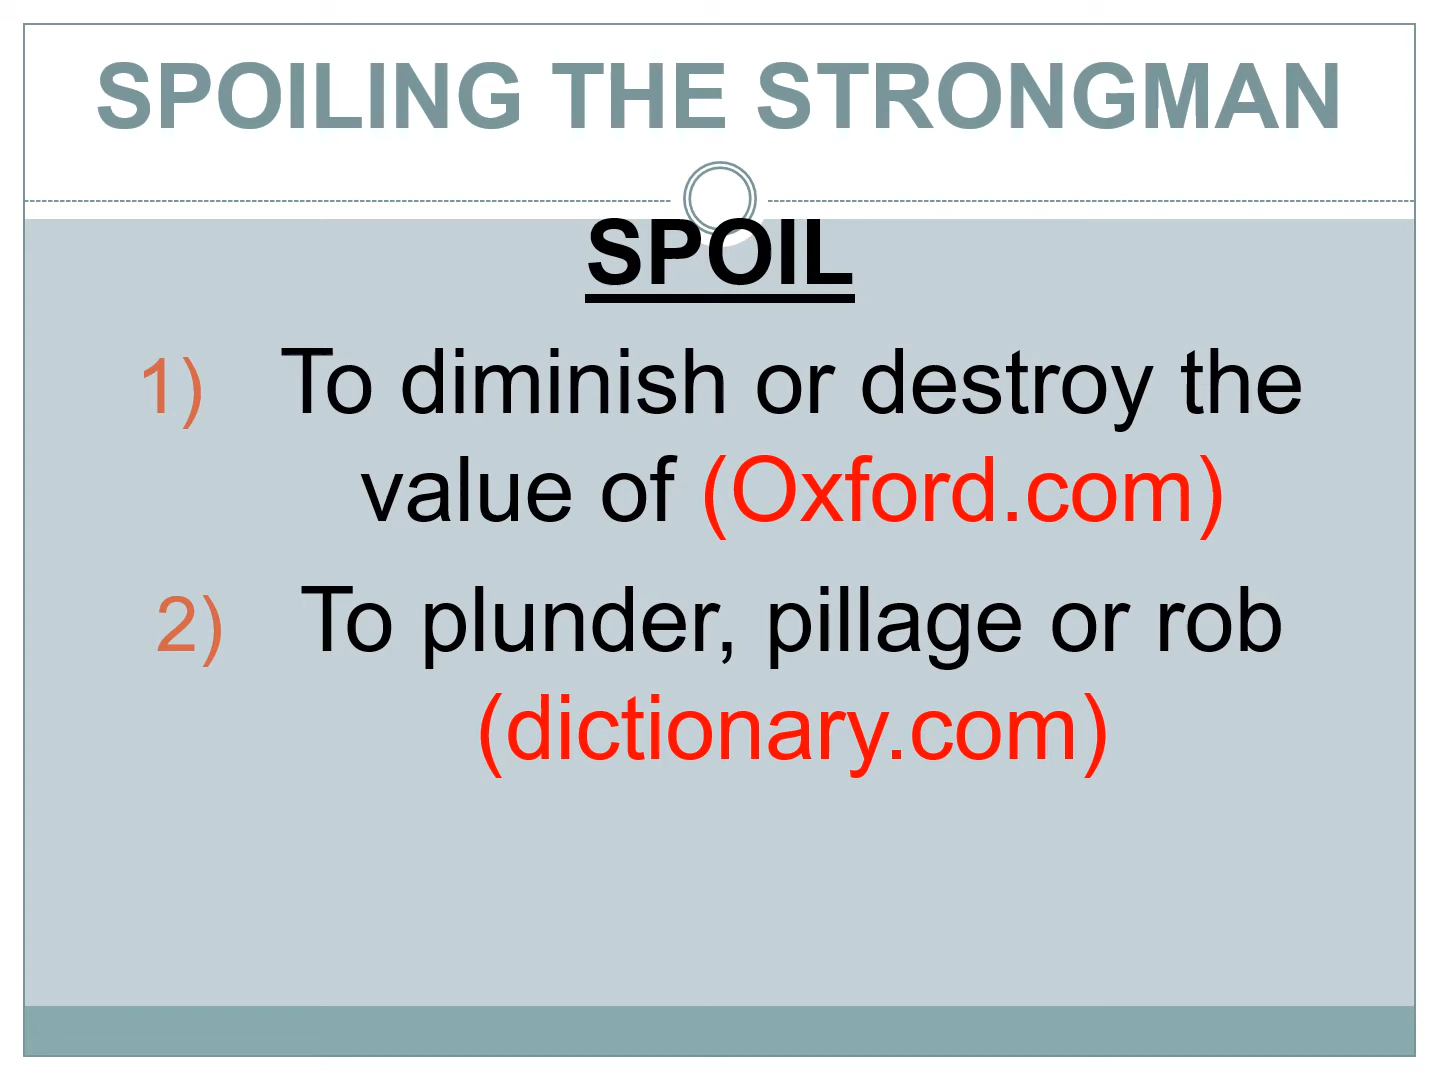 SPOILING THE STRONGMAN
SPOIL
1) To diminish or destroy the
value of (Oxford.com)
2) To plunder, pillage or rob
(dictionary.com)